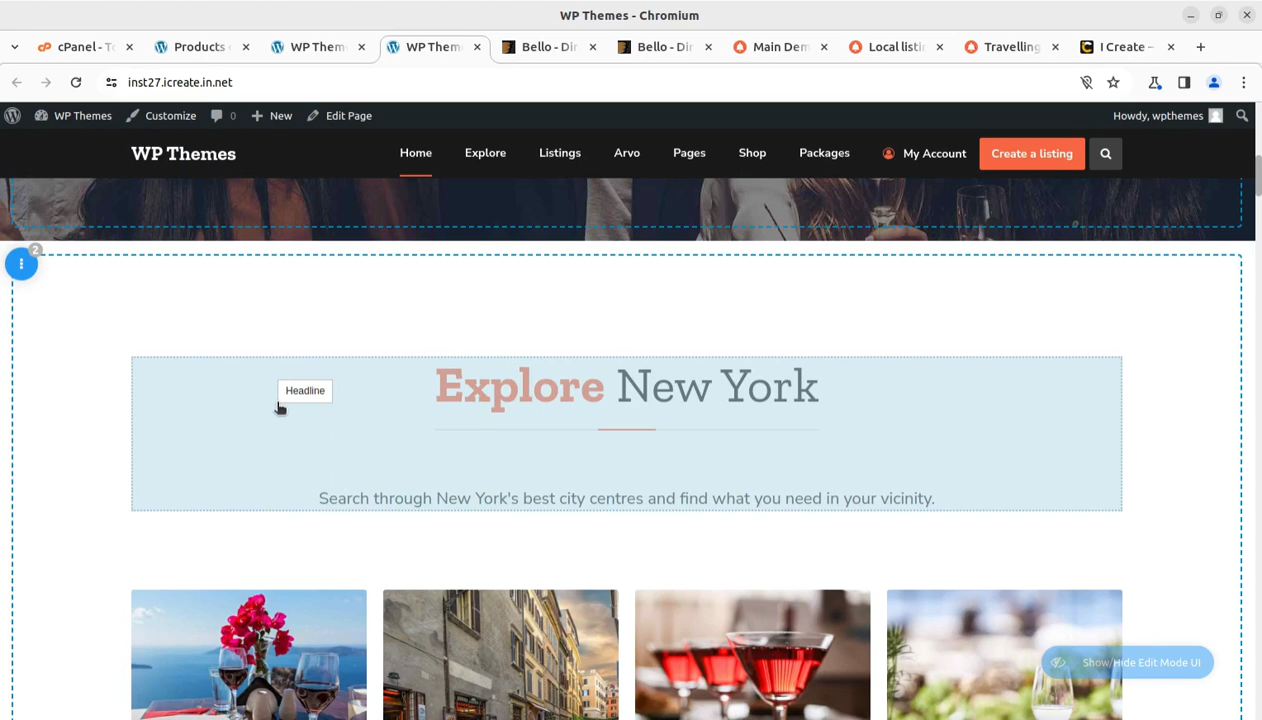 WP Themes - Chromium
cPanel - T
Products
WP Them
WP Them
Bello - Dir
Bello - Dir
Main Dem
Local listi
Travelling
I Create –
inst27.icreate.in.net
WP Themes
Customize
0
New
Edit Page
Howdy, wpthemes
WP Themes
Home
Explore
Listings
Arvo
Pages
Shop
Packages
My Account
Create a listing
2
Explore New York
Headline
Search through New York's best city centres and find what you need in your vicinity.
Show/Hide Edit Mode UI